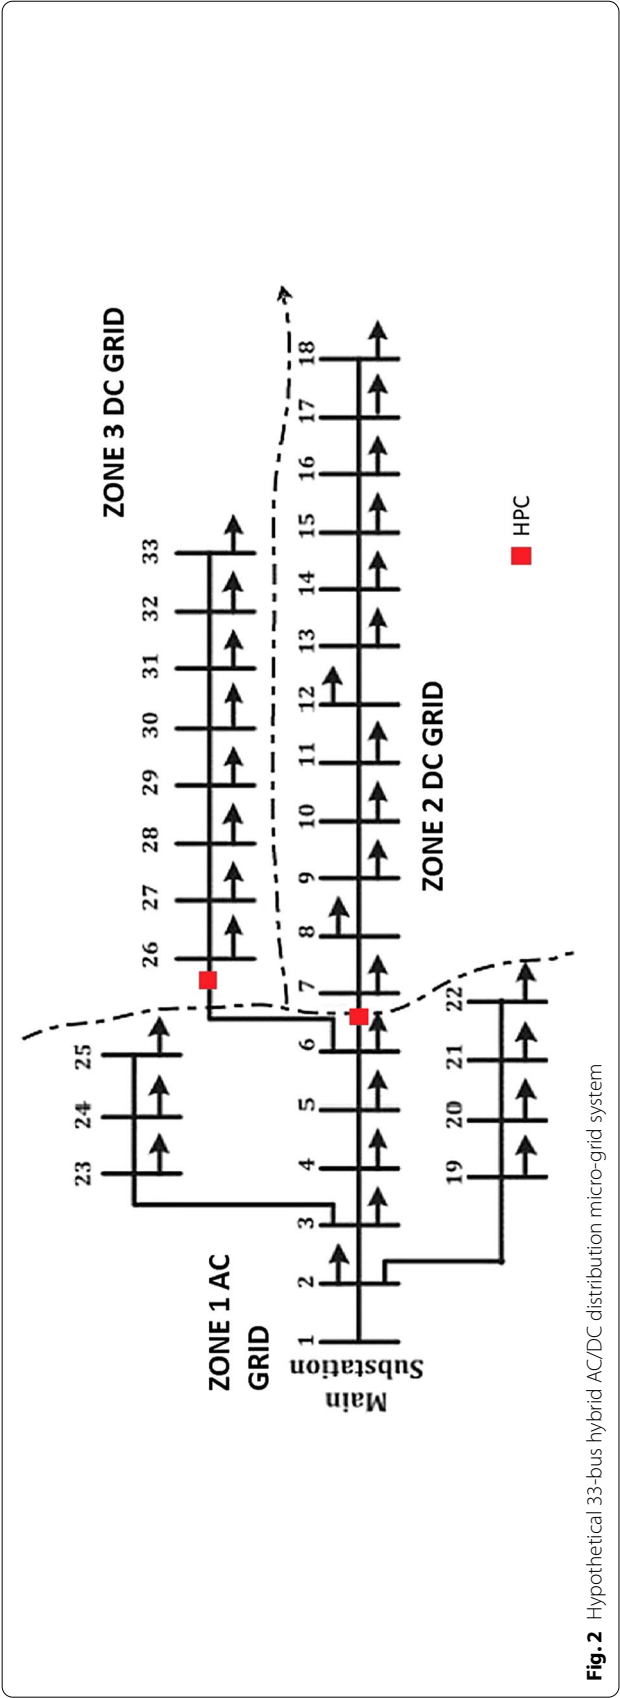 ZONE 3 DC GRID
23 24 25
26 27 28 29 30 31 32 33
ZONE 1 AC
GRID
Main
Substation
1 2 3 4 5 6 7 8 9 10 11 12 13 14 15 16 17 18
ZONE 2 DC GRID
19 20 21 22
HPC
Fig. 2 Hypothetical 33-bus hybrid AC/DC distribution micro-grid system